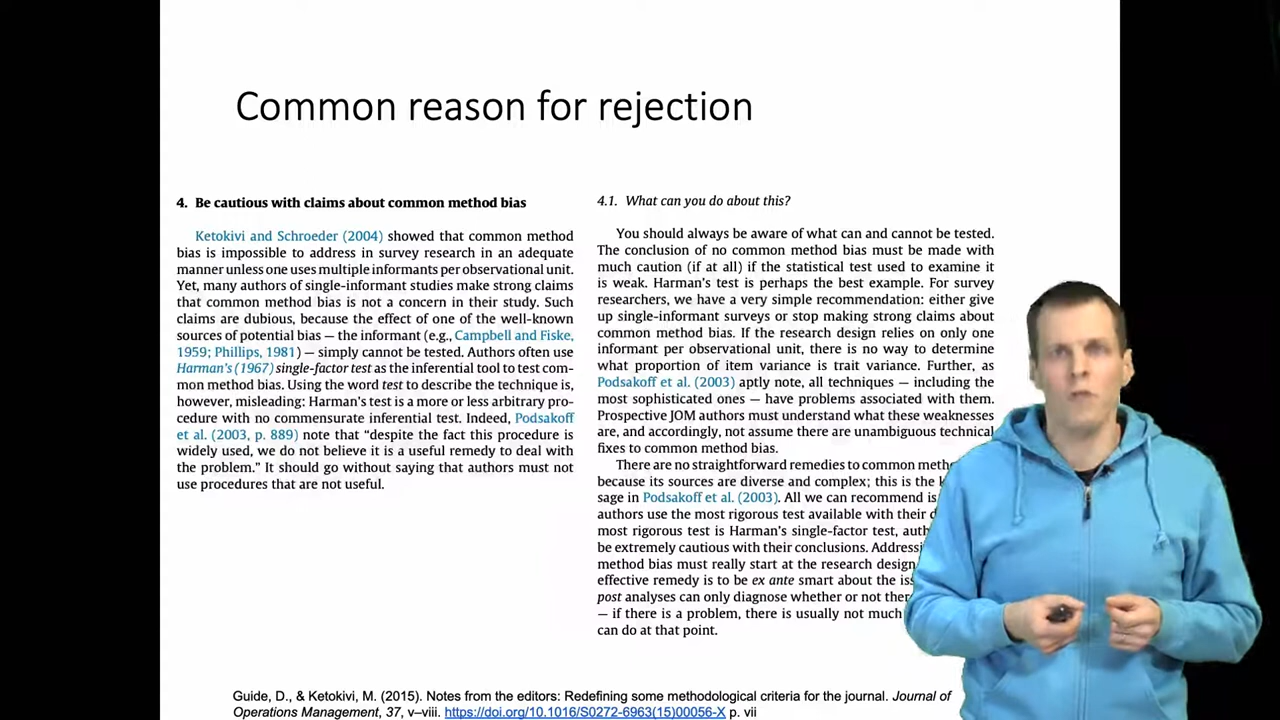 Common reason for rejection
4. Be cautious with claims about common method bias
Ketokivi and Schroeder (2004) showed that common method
bias is impossible to address in survey research in an adequate
manner unless one uses multiple informants per observational unit.
Yet, many authors of single-informant studies make strong claims
that common method bias is not a concern in their study. Such
claims are dubious, because the effect of one of the well-known
sources of potential bias — the informant (e.g., Campbell and Fiske,
1959; Phillips, 1981) — simply cannot be tested. Authors often use
Harman's (1967) single-factor test as the inferential tool to test com-
mon method bias. Using the word test to describe the technique is,
however, misleading: Harman's test is a more or less arbitrary pro-
cedure with no commensurate inferential test. Indeed, Podsakoff
et al. (2003, p. 889) note that “despite the fact this procedure is
widely used, we do not believe it is a useful remedy to deal with
the problem.” It should go without saying that authors must not
use procedures that are not useful.
4.1. What can you do about this?
You should always be aware of what can and cannot be tested.
The conclusion of no common method bias must be made with
much caution (if at all) if the statistical test used to examine it
is weak. Harman's test is perhaps the best example. For survey
researchers, we have a very simple recommendation: either give
up single-informant surveys or stop making strong claims about
common method bias. If the research design relies on only one
informant per observational unit, there is no way to determine
what proportion of item variance is trait variance. Further, as
Podsakoff et al. (2003) aptly note, all techniques — including the
most sophisticated ones — have problems associated with them.
Prospective JOM authors must understand what these weaknesses
are, and accordingly, not assume there are unambiguous technical
fixes to common method bias.
There are no straightforward remedies to common
because its sources are diverse and complex; this is the
sage in Podsakoff et al. (2003). All we can recommend is
authors use the most rigorous test available with their
most rigorous test is Harman's single-factor test,
be extremely cautious with their conclusions.
method bias must really start at the research design
effective remedy is to be ex ante smart about the
post analyses can only diagnose whether or not
— if there is a problem, there is usually not much
can do at that point.
Guide, D., & Ketokivi, M. (2015). Notes from the editors: Redefining some methodological criteria for the journal. Journal of
Operations Management, 37, v–viii. https://doi.org/10.1016/S0272-6963(15)00056-X p. vii